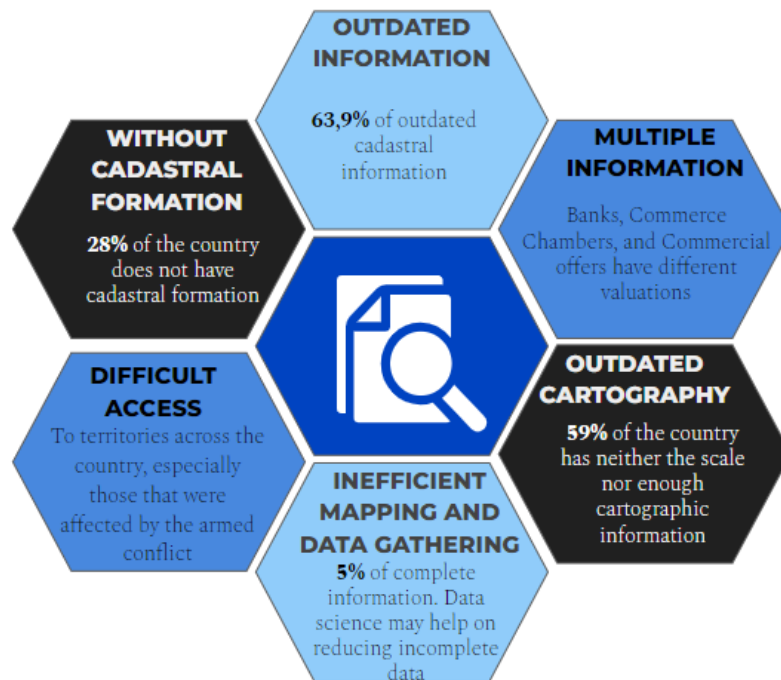 OUTDATED
INFORMATION
63,9% of outdated
cadastral
information
WITHOUT
CADASTRAL
FORMATION
28% of the country
does not have
cadastral formation
MULTIPLE
INFORMATION
Banks, Commerce
Chambers, and Commercial
offers have different
valuations
DIFFICULT
ACCESS
To territories across the
country, especially
those that were
affected by the armed
conflict
OUTDATED
CARTOGRAPHY
59% of the country
has neither the scale
nor enough
cartographic
information
INEFFICIENT
MAPPING AND
DATA GATHERING
5% of complete
information. Data
science may help on
reducing incomplete
data